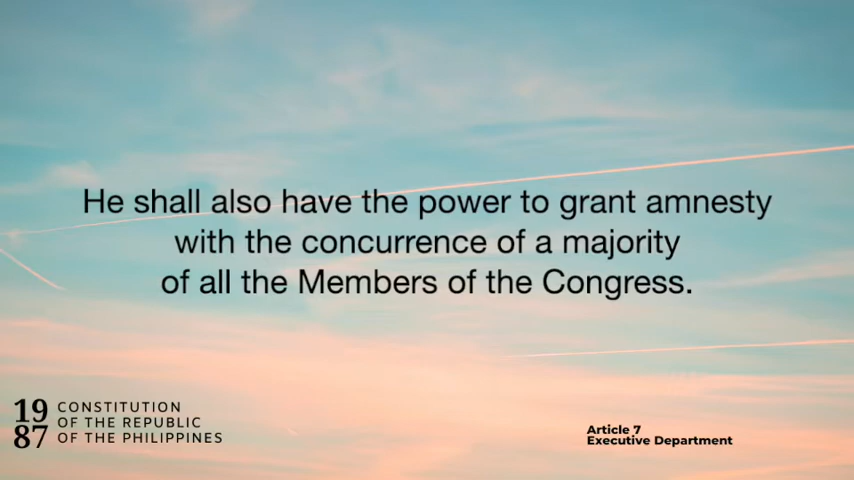 He shall also have the power to grant amnesty
with the concurrence of a majority
of all the Members of the Congress.
19
87
CONSTITUTION
OF THE REPUBLIC
OF THE PHILIPPINES
Article 7
Executive Department